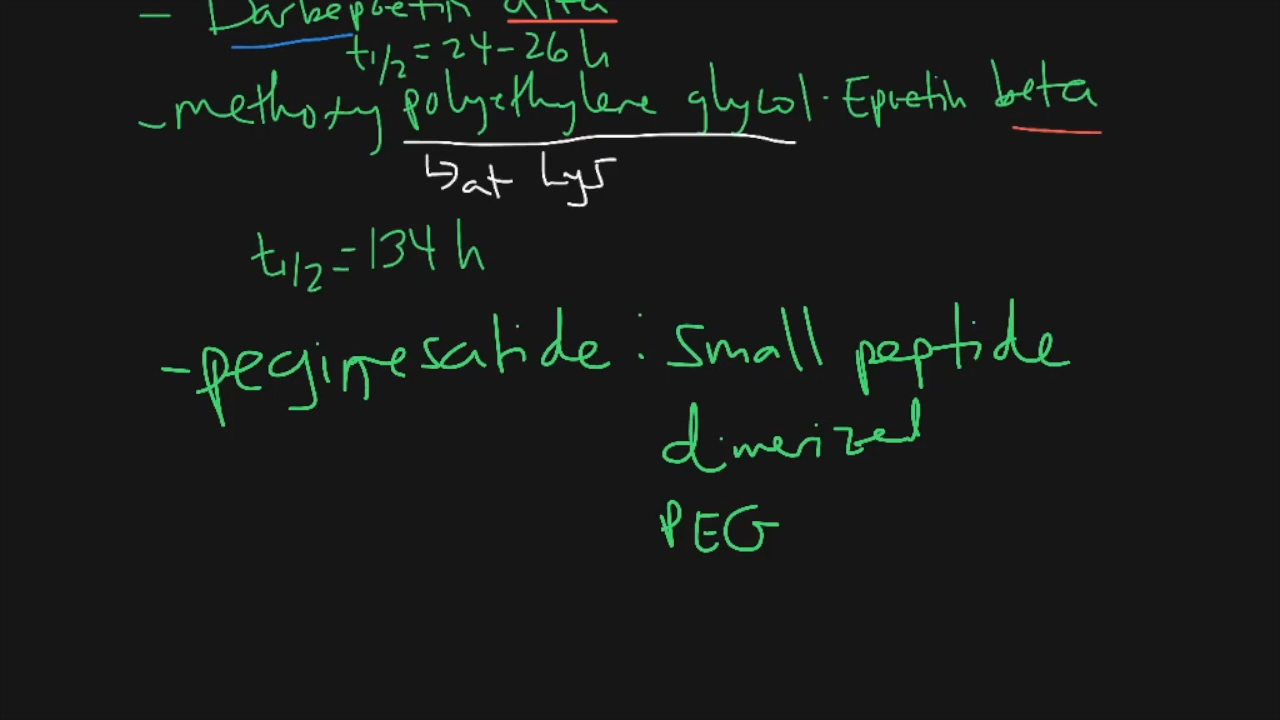 - Darbepoetin alfa
t1/2 = 24-26 h
- methoxy polyethylene glycol · Epoetin beta
↳ at Lys
t1/2 = 134 h
- peginesatide : small peptide
dimerized
PEG